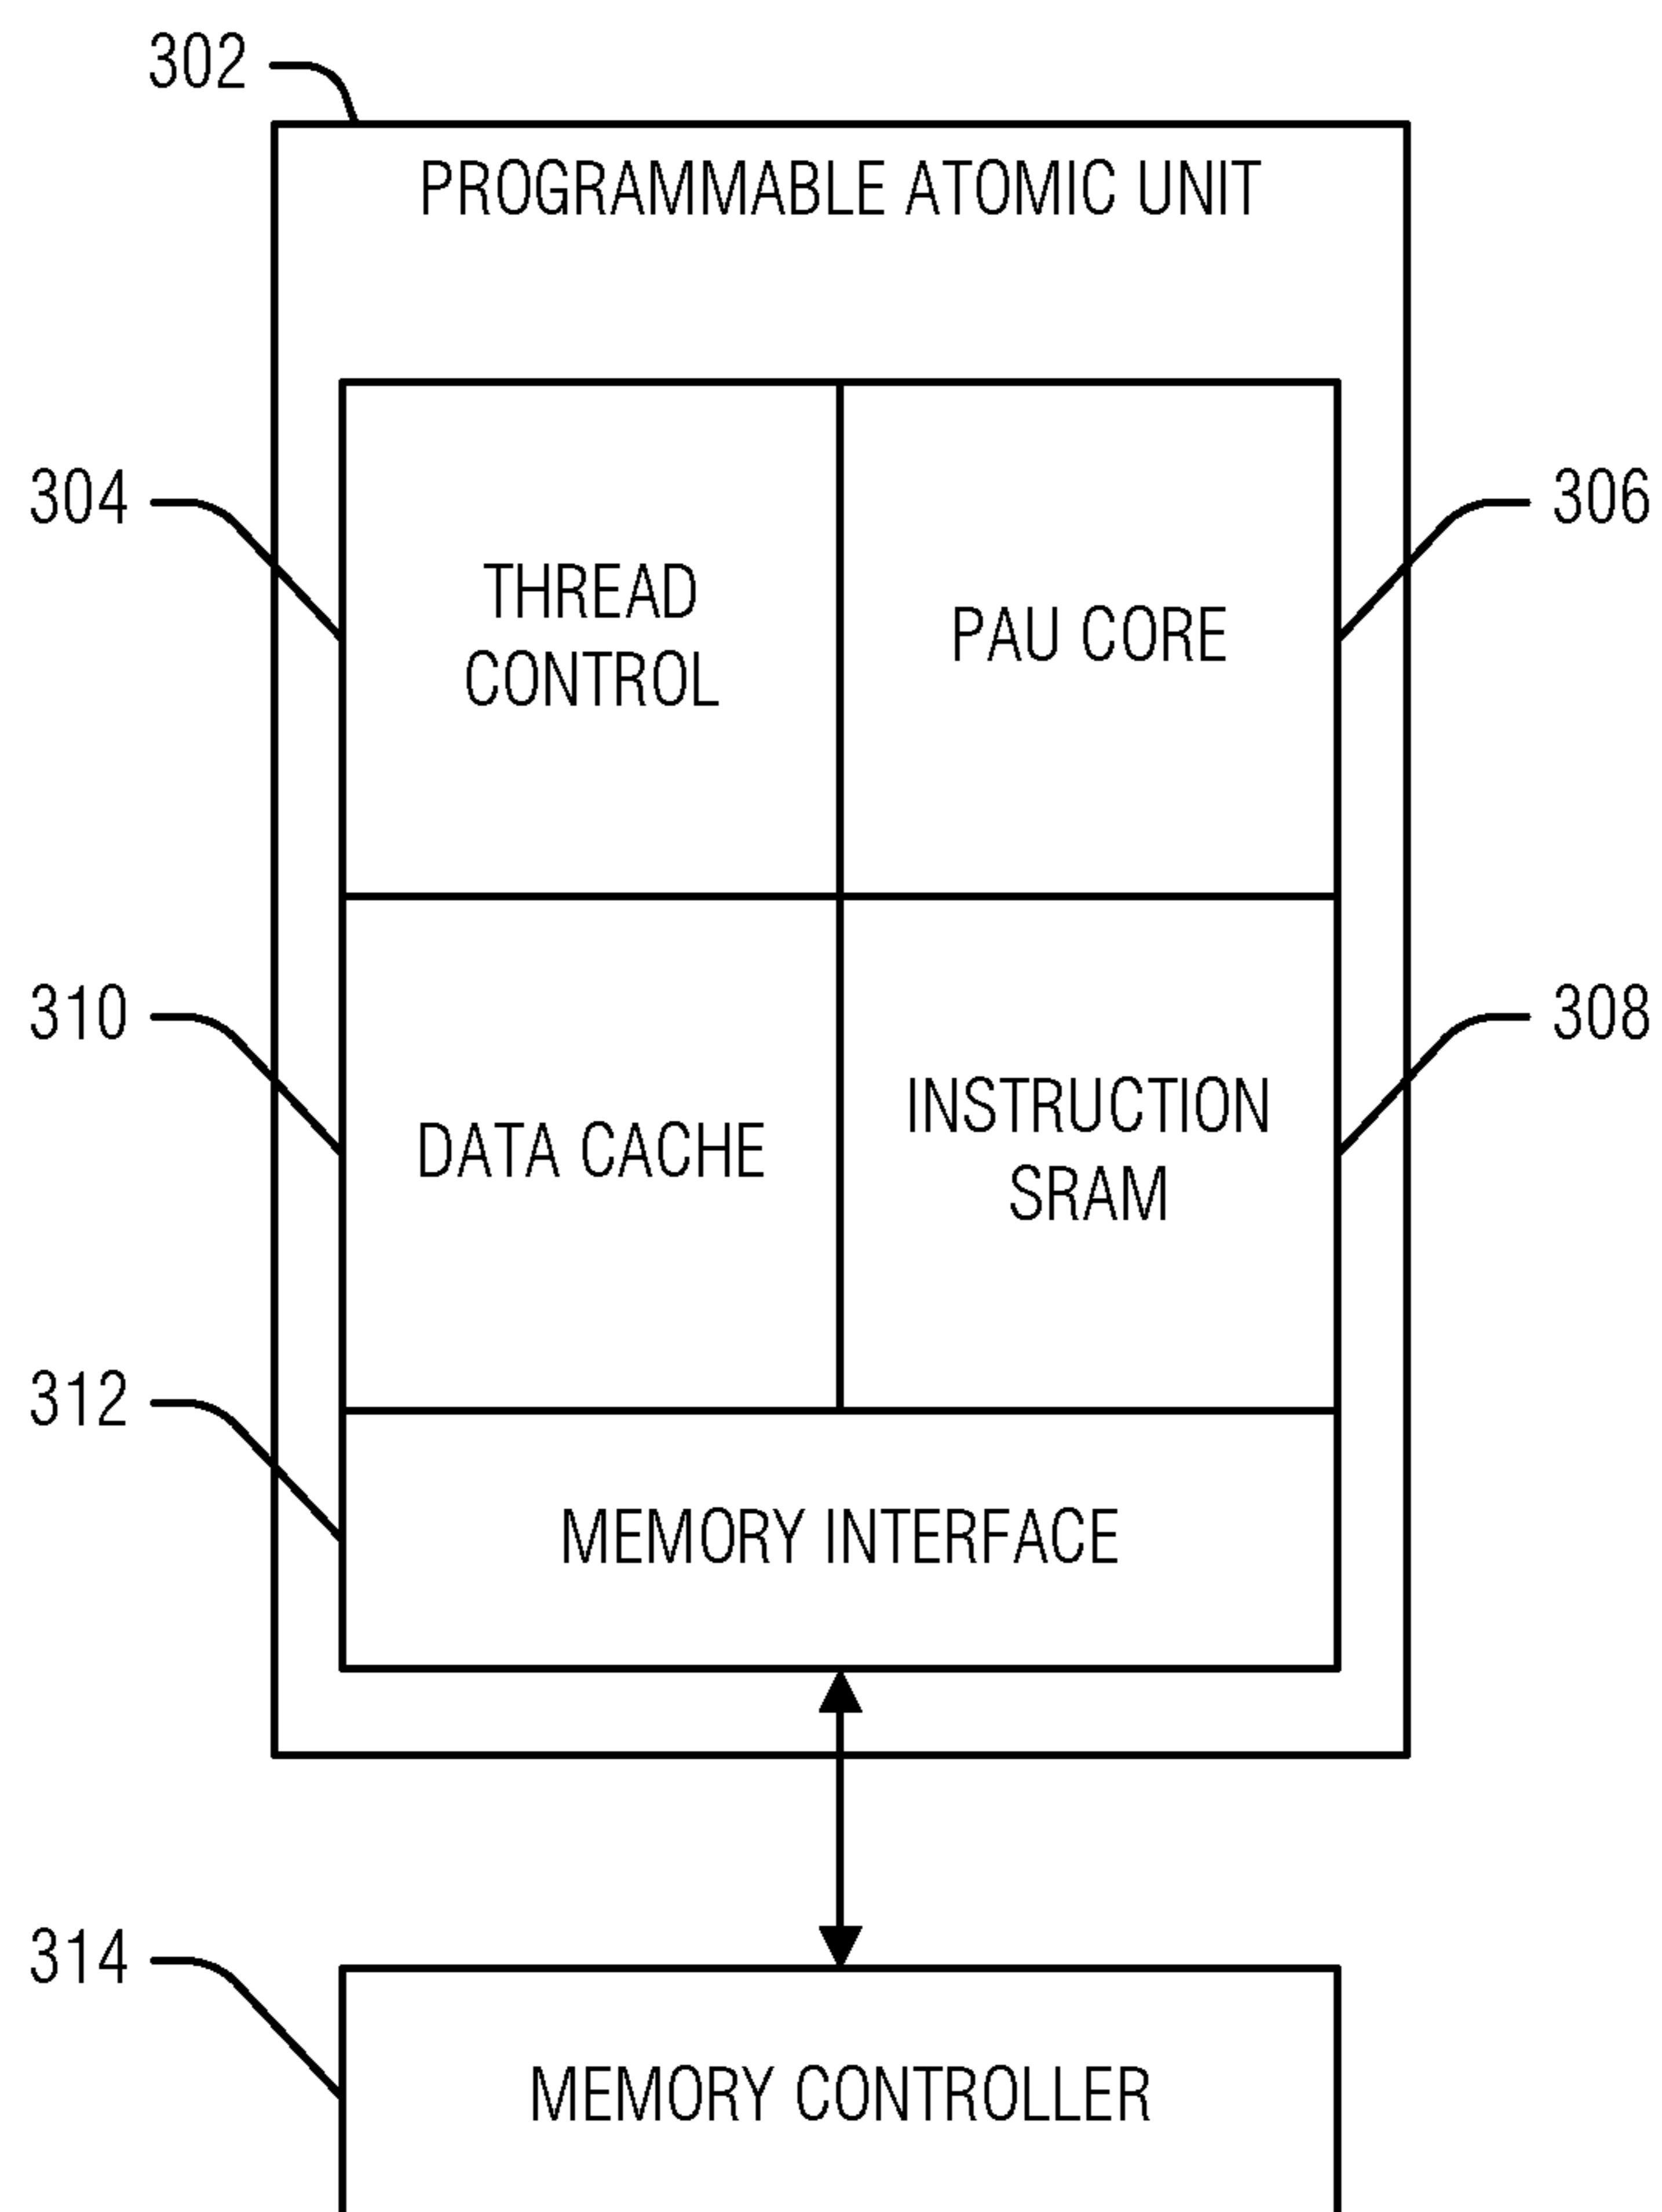 302
PROGRAMMABLE ATOMIC UNIT
304
THREAD
CONTROL
PAU CORE
306
310
DATA CACHE
INSTRUCTION
SRAM
308
312
MEMORY INTERFACE
314
MEMORY CONTROLLER